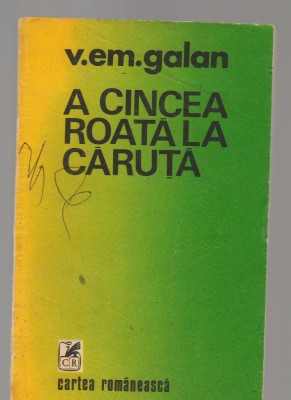 v.em.galan
A CINCEA
ROATĂ LA
CĂRUȚĂ
CR
cartea românească